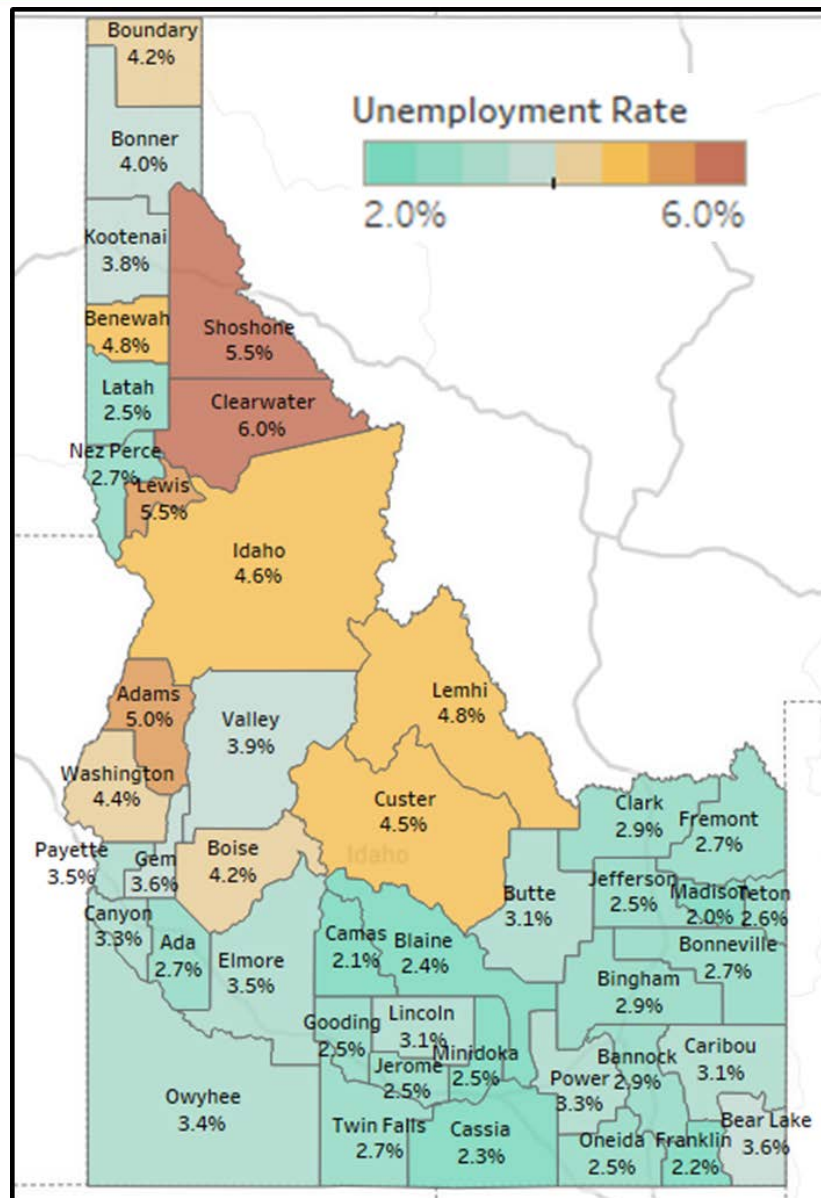 Boundary
4.2%
Unemployment Rate
2.0%
6.0%
Bonner
4.0%
Kootenai
3.8%
Benewah
4.8%
Shoshone
5.5%
Latah
2.5%
Clearwater
6.0%
Nez Perce
2.7%
Lewis
5.5%
Idaho
4.6%
Adams
5.0%
Valley
3.9%
Lemhi
4.8%
Washington
4.4%
Custer
4.5%
Clark
2.9%
Fremont
2.7%
Payette
3.5%
Gem
3.6%
Boise
4.2%
Idaho
Butte
3.1%
Jefferson
2.5%
Madison
2.0%
Teton
2.6%
Canyon
3.3%
Ada
2.7%
Elmore
3.5%
Camas
2.1%
Blaine
2.4%
Bonneville
2.7%
Bingham
2.9%
Gooding
2.5%
Lincoln
3.1%
Jerome
2.5%
Minidoka
2.5%
Power
3.3%
Bannock
2.9%
Caribou
3.1%
Owyhee
3.4%
Twin Falls
2.7%
Cassia
2.3%
Oneida
2.5%
Franklin
2.2%
Bear Lake
3.6%